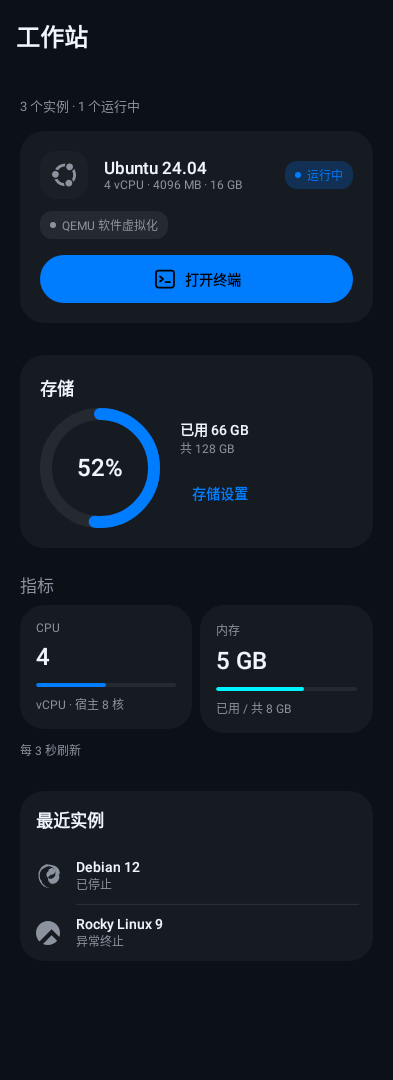 工作站
3 个实例 · 1 个运行中
Ubuntu 24.04
4 vCPU · 4096 MB · 16 GB
运行中
QEMU 软件虚拟化
打开终端
存储
52%
已用 66 GB
共 128 GB
存储设置
指标
CPU
4
vCPU · 宿主 8 核
内存
5 GB
已用 / 共 8 GB
每 3 秒刷新
最近实例
Debian 12
已停止
Rocky Linux 9
异常终止